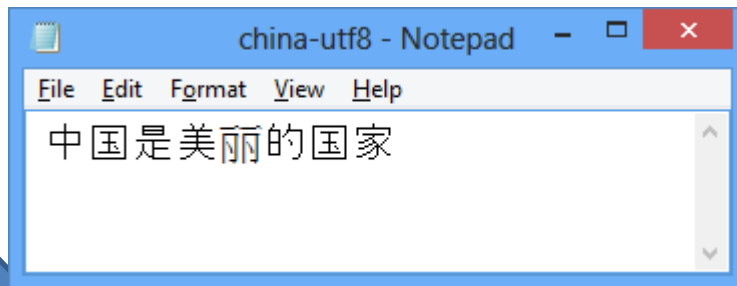 china-utf8 - Notepad
File Edit Format View Help
中国是美丽的国家